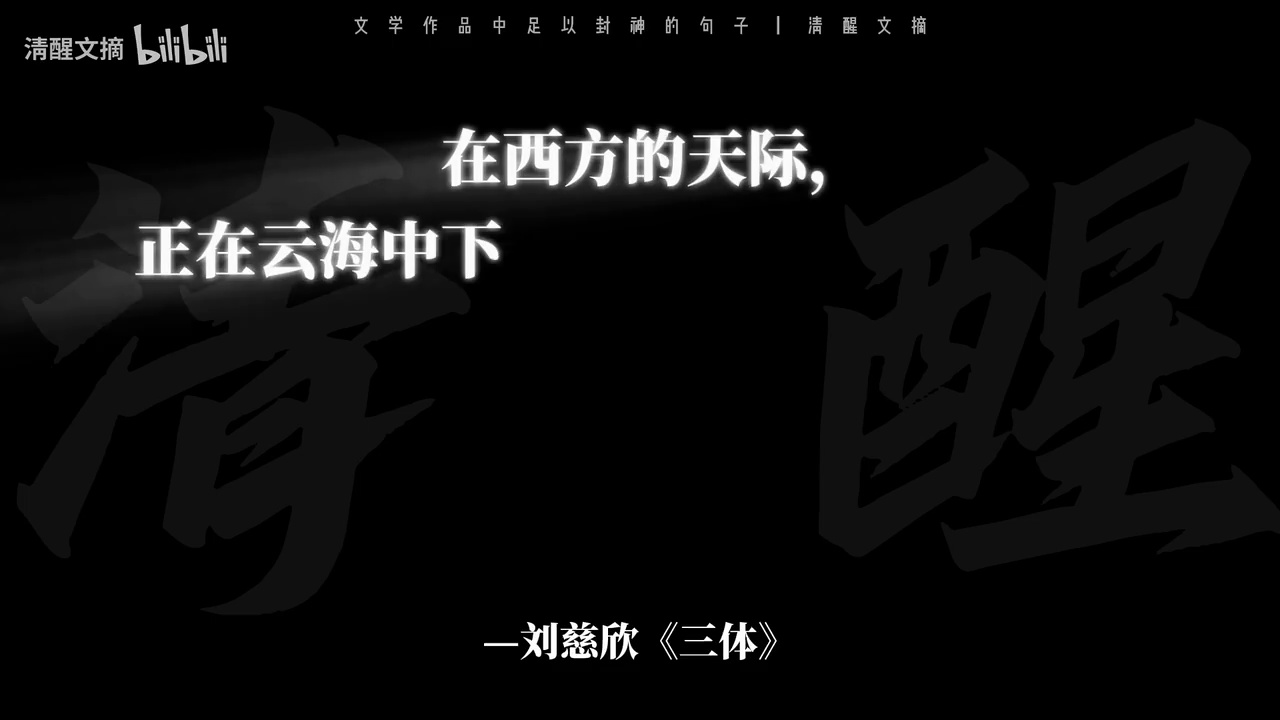 文学作品中足以封神的句子 | 清醒文摘
清醒文摘 bilibili
清醒
在西方的天际,
正在云海中下
—刘慈欣《三体》